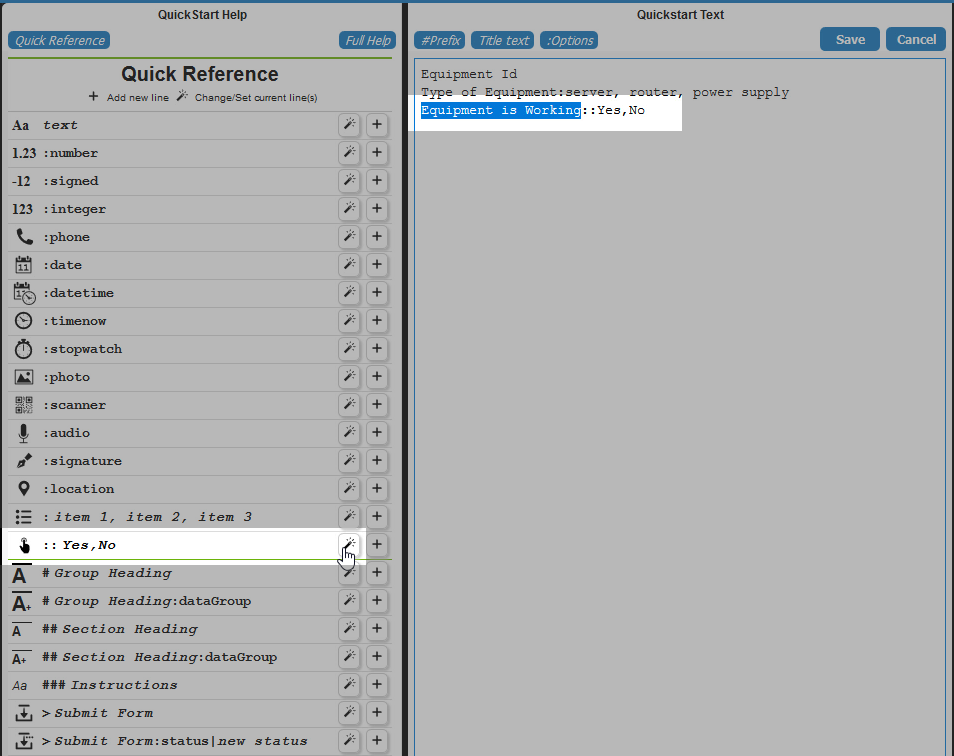 QuickStart Help
Quick Reference
Full Help
Quick Reference
+ Add new line Change/Set current line(s)
Aa text
1.23 :number
-12 :signed
123 :integer
:phone
11 :date
:datetime
:timenow
:stopwatch
:photo
:scanner
:audio
:signature
:location
: item 1, item 2, item 3
:: Yes,No
A # Group Heading
A+ # Group Heading:dataGroup
A ## Section Heading
A+ ## Section Heading:dataGroup
Aa ### Instructions
> Submit Form
> Submit Form:status|new status
Quickstart Text
#Prefix Title text :Options
Save Cancel
Equipment Id
Type of Equipment:server, router, power supply
Equipment is Working::Yes,No